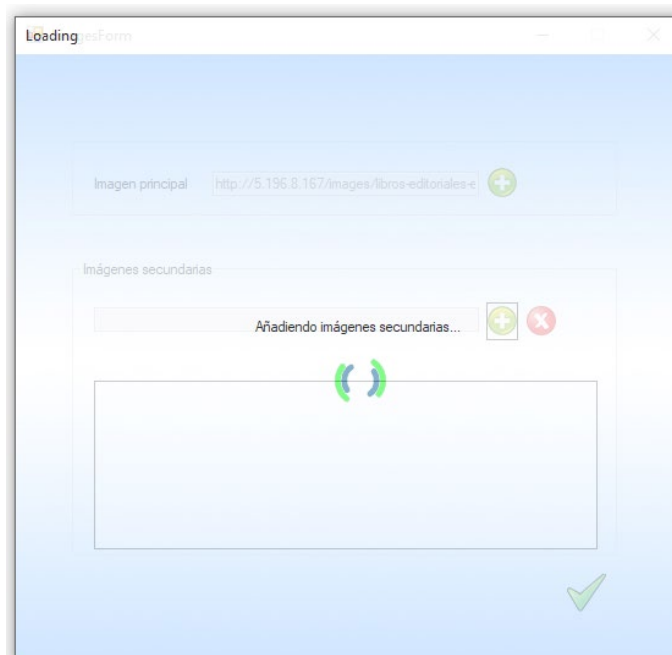 Loading
Imagen principal
http://5.196.8.167/images/libros-editoriales-e
Imágenes secundarias
Añadiendo imágenes secundarias...